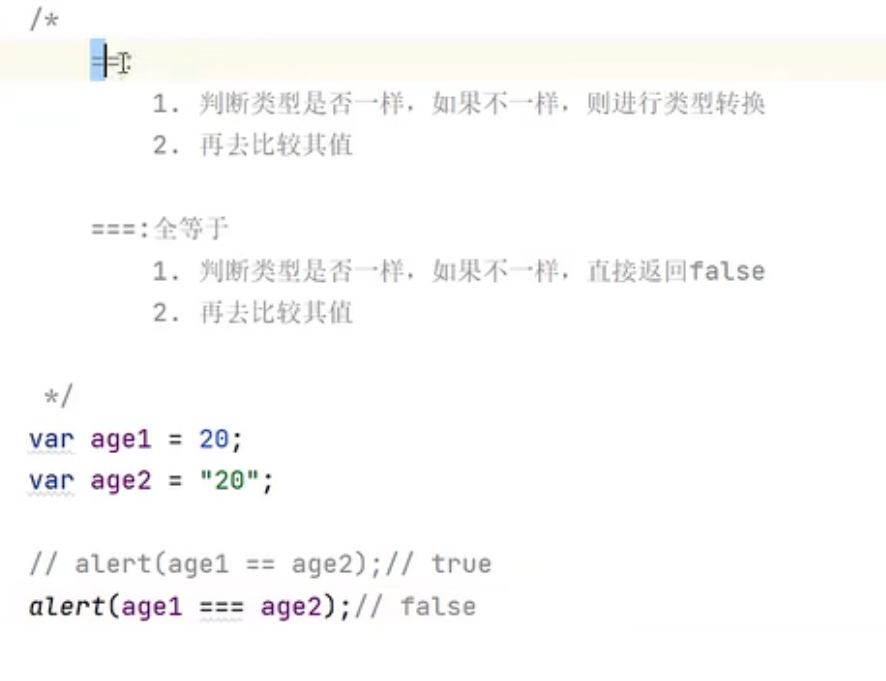 /*
==:
1. 判断类型是否一样，如果不一样，则进行类型转换
2. 再去比较其值
===:全等于
1. 判断类型是否一样，如果不一样，直接返回false
2. 再去比较其值
*/
var age1 = 20;
var age2 = "20";
// alert(age1 == age2);// true
alert(age1 === age2);// false